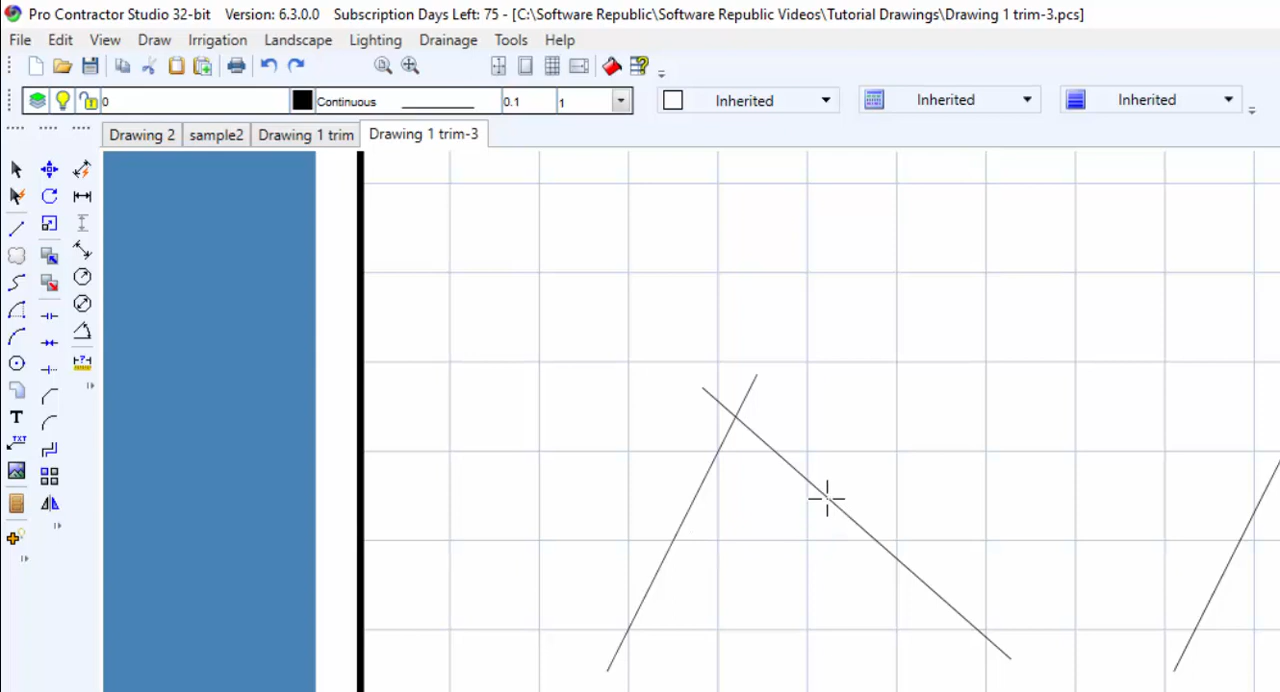 Pro Contractor Studio 32-bit Version: 6.3.0.0 Subscription Days Left: 75 - [C:\Software Republic\Software Republic Videos\Tutorial Drawings\Drawing 1 trim-3.pcs]
File Edit View Draw Irrigation Landscape Lighting Drainage Tools Help
0 Continuous 0.1 1 Inherited Inherited Inherited
Drawing 2 sample2 Drawing 1 trim Drawing 1 trim-3
T
TXT